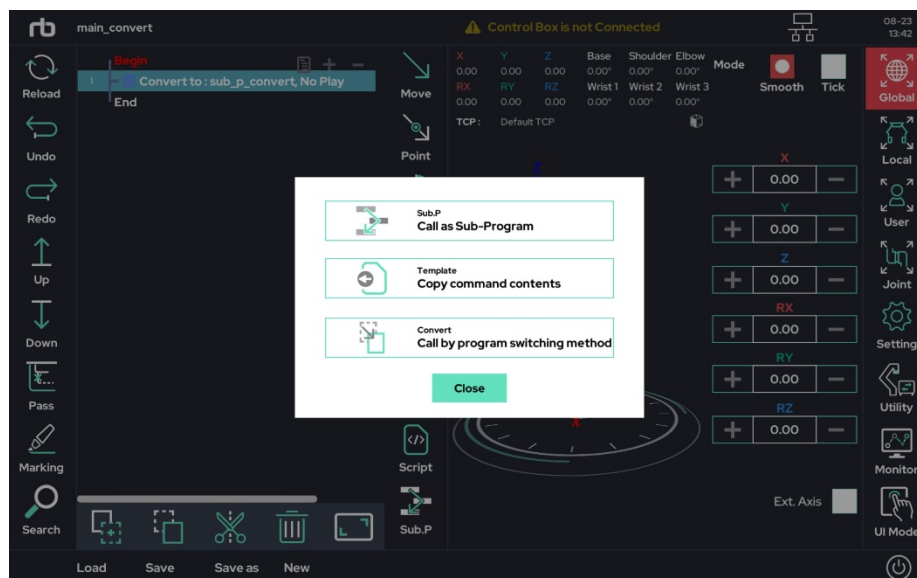 rb
main_convert
Control Box is not Connected
08-23
13:42
Reload
Undo
Redo
Up
Down
Pass
Marking
Search
Begin
1
Convert to : sub_p_convert, No Play
End
Move
Point
Script
Sub.P
X Y Z Base Shoulder Elbow
0.00 0.00 0.00 0.00° 0.00° 0.00°
RX RY RZ Wrist 1 Wrist 2 Wrist 3
0.00 0.00 0.00 0.00° 0.00° 0.00°
TCP : Default TCP
Mode
Smooth
Tick
Z
X
Sub.P
Call as Sub-Program
Template
Copy command contents
Convert
Call by program switching method
Close
X
+ 0.00 −
Y
+ 0.00 −
Z
+ 0.00 −
RX
+ 0.00 −
RY
+ 0.00 −
RZ
+ 0.00 −
Ext. Axis
Global
Local
User
Joint
Setting
Utility
Monitor
UI Mode
Load Save Save as New